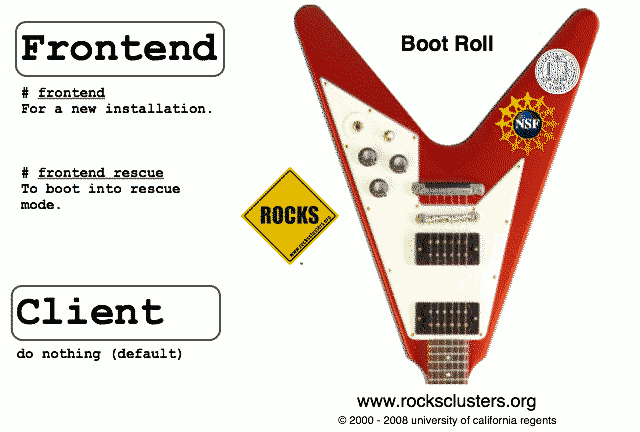 Frontend
# frontend
For a new installation.
# frontend rescue
To boot into rescue
mode.
Client
do nothing (default)
Boot Roll
NSF
ROCKS
www.rocksclusters.org
www.rocksclusters.org
© 2000 - 2008 university of california regents